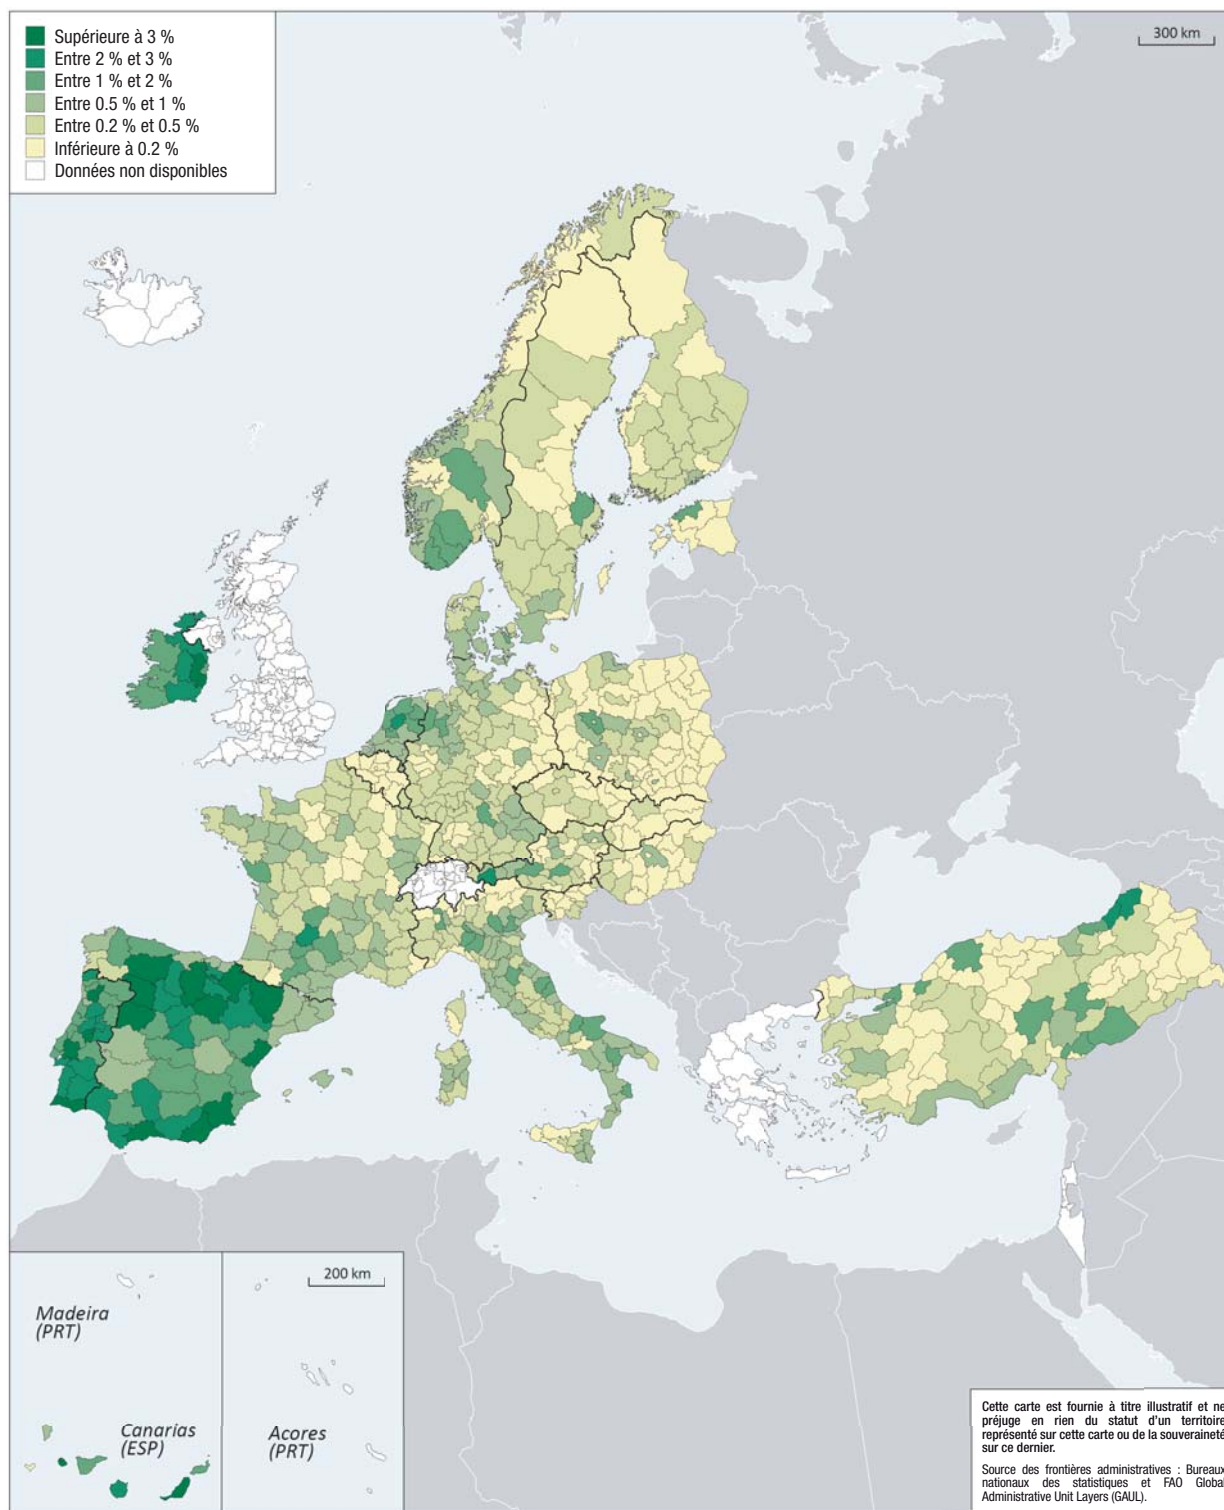 Supérieure à 3 %
Entre 2 % et 3 %
Entre 1 % et 2 %
Entre 0.5 % et 1 %
Entre 0.2 % et 0.5 %
Inférieure à 0.2 %
Données non disponibles
300 km
200 km
Madeira
(PRT)
Canarias
(ESP)
Acores
(PRT)
Cette carte est fournie à titre illustratif et ne
préjuge en rien du statut d'un territoire
représenté sur cette carte ou de la souveraineté
sur ce dernier.
Source des frontières administratives : Bureaux
nationaux des statistiques et FAO Global
Administrative Unit Layers (GAUL).